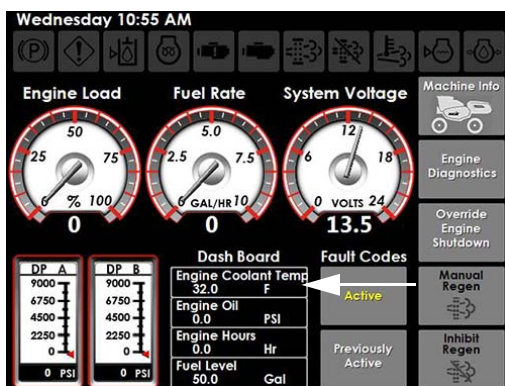 Wednesday 10:55 AM
(P)
Engine Load
Fuel Rate
System Voltage
Machine Info
50
25
75
0
% 100
0
5.0
2.5
7.5
0
GAL/HR 10
0
12
6
18
0 VOLTS 24
13.5
Engine
Diagnostics
Override
Engine
Shutdown
Dash Board
Fault Codes
DP A
9000
6750
4500
2250
0
0 PSI
DP B
9000
6750
4500
2250
0
0 PSI
Engine Coolant Temp
32.0 F
Engine Oil
0.0 PSI
Engine Hours
0.0 Hr
Fuel Level
50.0 Gal
Active
Previously
Active
Manual
Regen
Inhibit
Regen